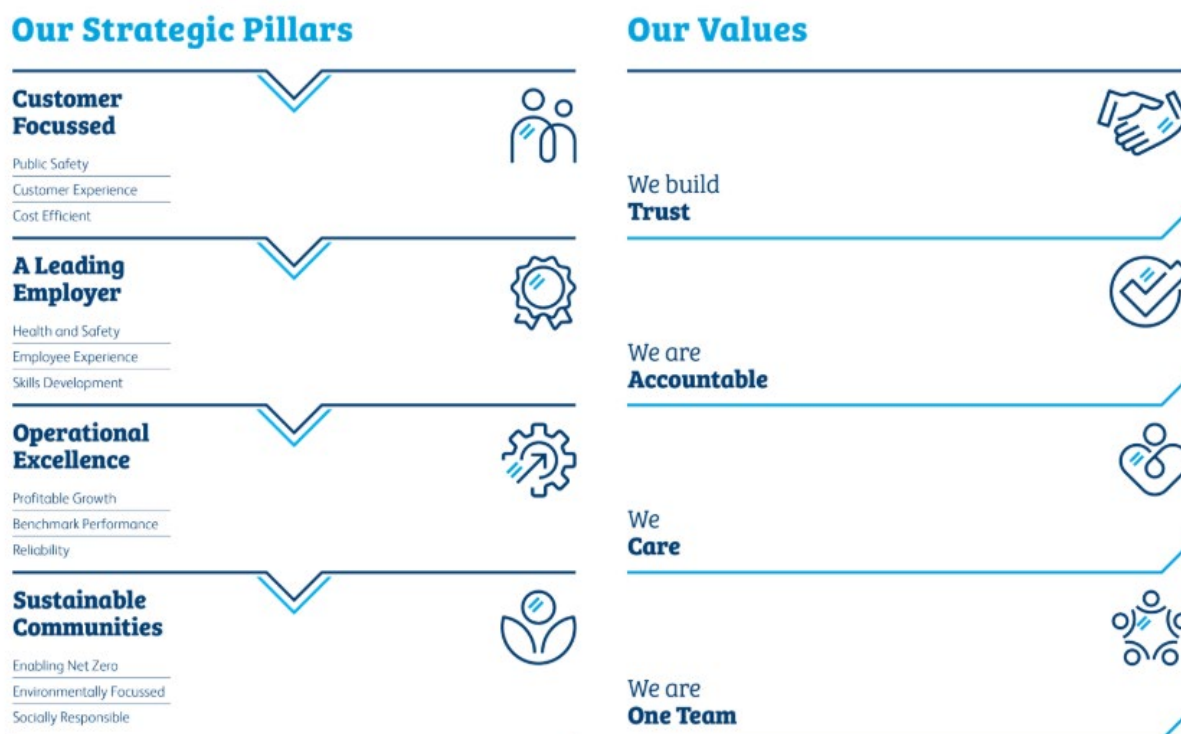 Our Strategic Pillars
Customer
Focussed
Public Safety
Customer Experience
Cost Efficient
A Leading
Employer
Health and Safety
Employee Experience
Skills Development
Operational
Excellence
Profitable Growth
Benchmark Performance
Reliability
Sustainable
Communities
Enabling Net Zero
Environmentally Focussed
Socially Responsible
Our Values
We build
Trust
We are
Accountable
We
Care
We are
One Team